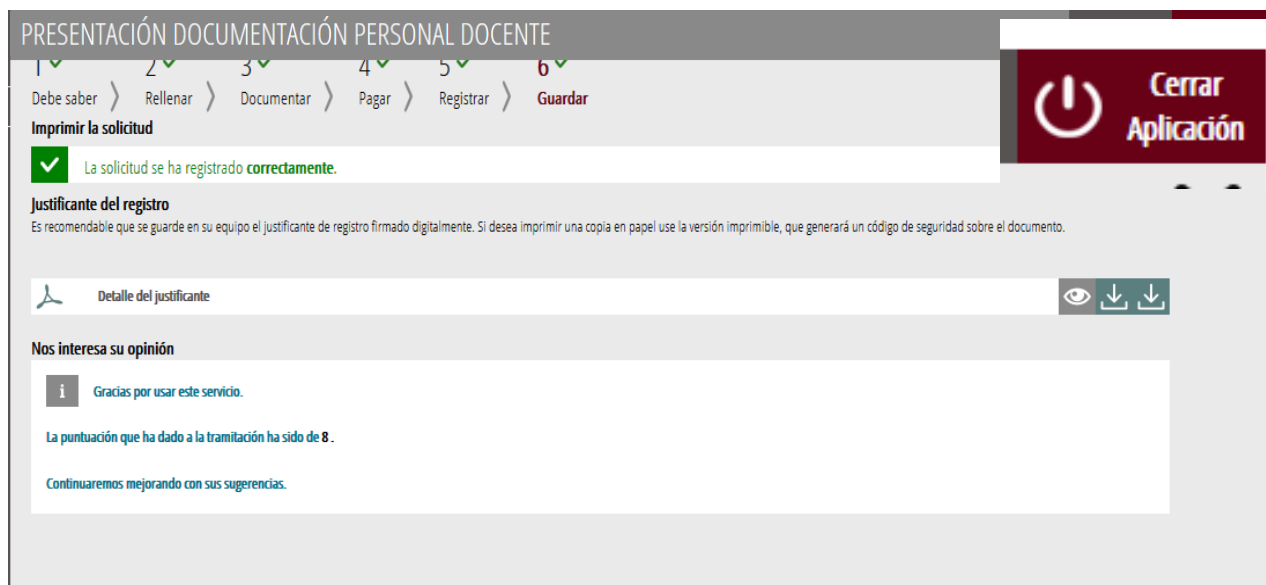 PRESENTACIÓN DOCUMENTACIÓN PERSONAL DOCENTE
1 2 3 4 5 6
Debe saber Rellenar Documentar Pagar Registrar Guardar
Cerrar
Aplicación
Imprimir la solicitud
La solicitud se ha registrado correctamente.
Justificante del registro
Es recomendable que se guarde en su equipo el justificante de registro firmado digitalmente. Si desea imprimir una copia en papel use la versión imprimible, que generará un código de seguridad sobre el documento.
Detalle del justificante
Nos interesa su opinión
i Gracias por usar este servicio.
La puntuación que ha dado a la tramitación ha sido de 8 .
Continuaremos mejorando con sus sugerencias.